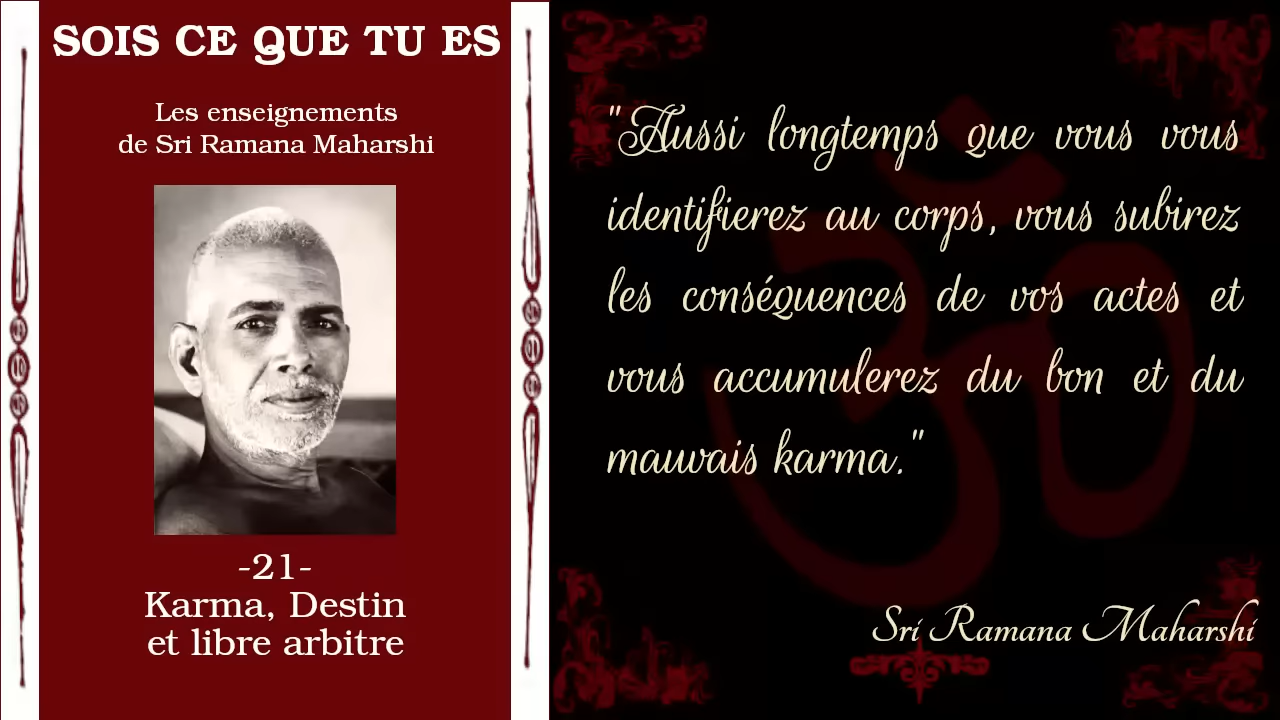 SOIS CE QUE TU ES
Les enseignements
de Sri Ramana Maharshi
-21-
Karma, Destin
et libre arbitre
"Aussi longtemps que vous vous
identifierez au corps, vous subirez
les conséquences de vos actes et
vous accumulerez du bon et du
mauvais karma."
Sri Ramana Maharshi
ॐ